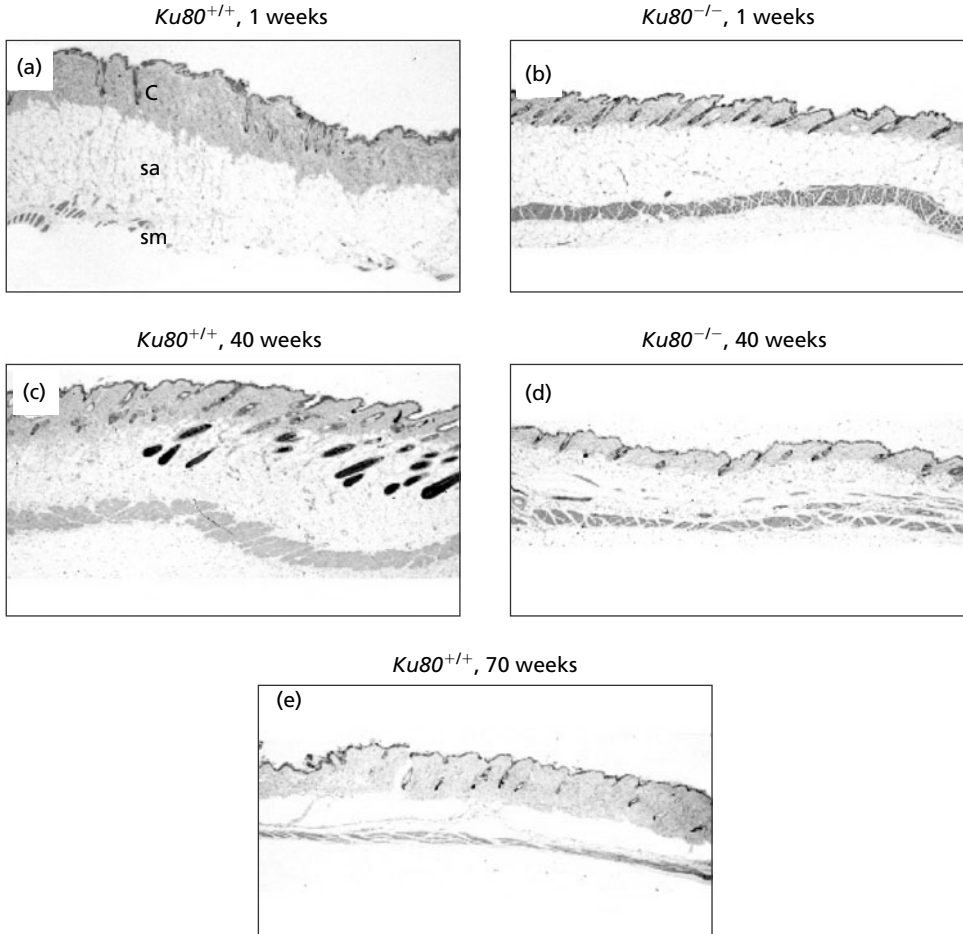 Ku80+/+, 1 weeks
Ku80−/−, 1 weeks
(a)
C
sa
sm
(b)
Ku80+/+, 40 weeks
Ku80−/−, 40 weeks
(c)
(d)
Ku80+/+, 70 weeks
(e)